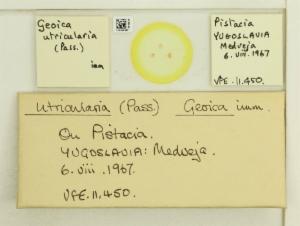 Geoica
utricularia
(Pass.)
imm
Pistacia
YUGOSLAVIA
Medveja
6. viii. 1967
VFE. 11.450.
utricularia (Pass.) Geoica imm.
On Pistacia.
YUGOSLAVIA: Medveja.
6. viii. 1967.
VFE. 11.450.